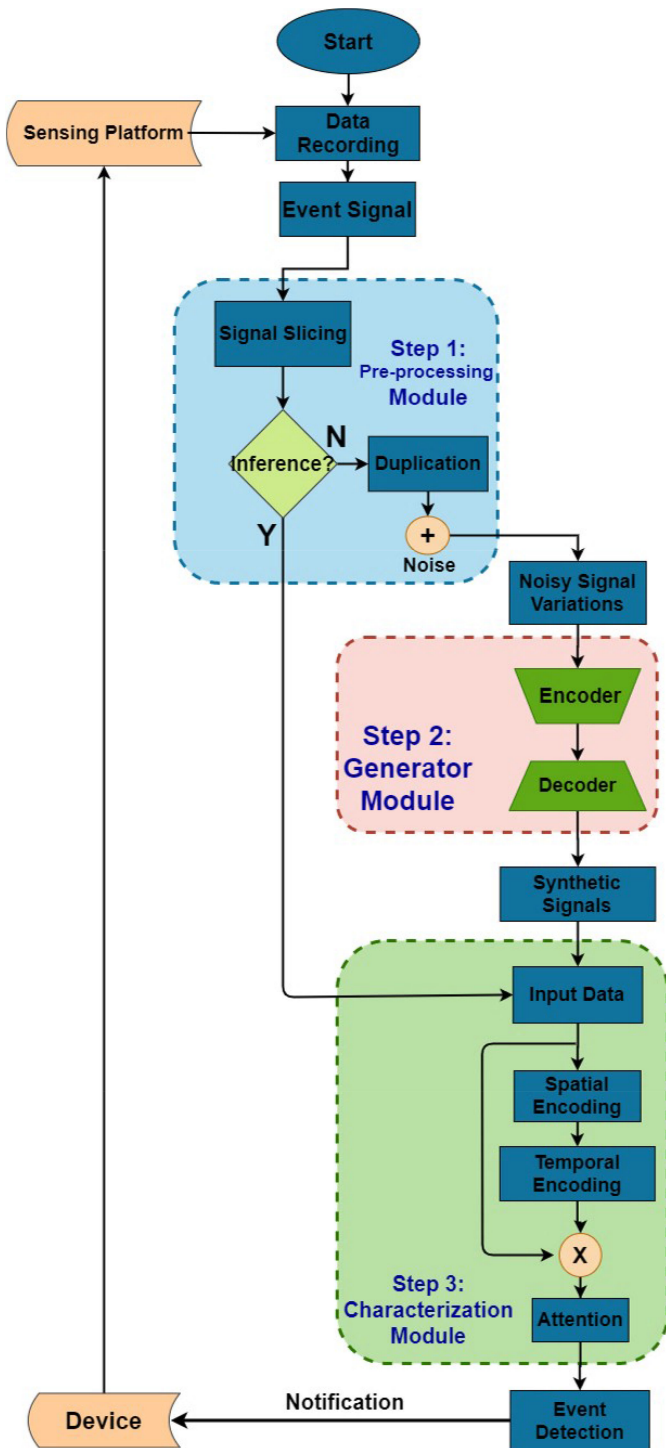 Start
Sensing Platform
Data
Recording
Event Signal
Signal Slicing
Step 1:
Pre-processing
Module
Inference?
N
Duplication
Y
+
Noise
Noisy Signal
Variations
Encoder
Step 2:
Generator
Module
Decoder
Synthetic
Signals
Input Data
Spatial
Encoding
Temporal
Encoding
X
Step 3:
Characterization
Module
Attention
Notification
Device
Event
Detection